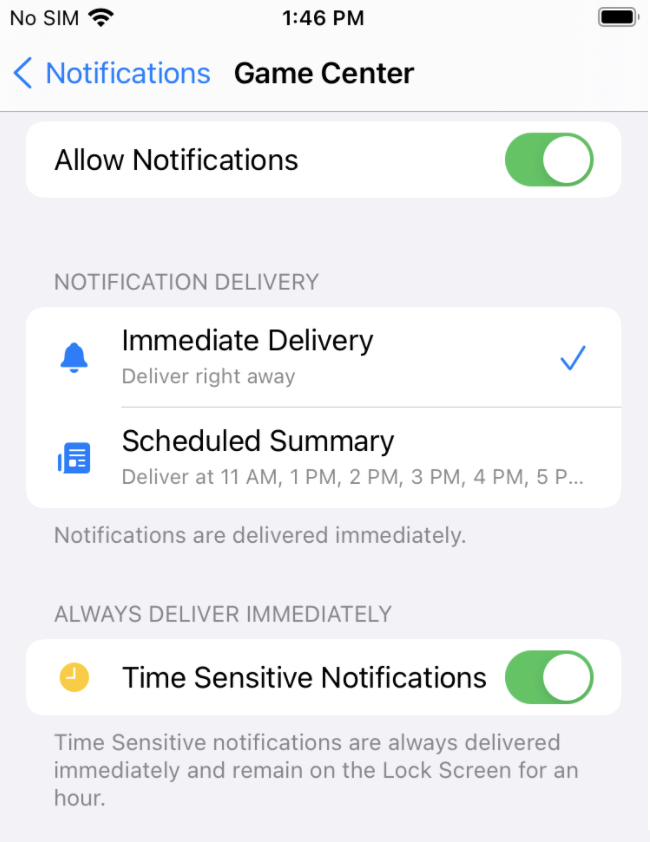 No SIM 1:46 PM
Notifications Game Center
Allow Notifications
NOTIFICATION DELIVERY
Immediate Delivery
Deliver right away
Scheduled Summary
Deliver at 11 AM, 1 PM, 2 PM, 3 PM, 4 PM, 5 P...
Notifications are delivered immediately.
ALWAYS DELIVER IMMEDIATELY
Time Sensitive Notifications
Time Sensitive notifications are always delivered
immediately and remain on the Lock Screen for an
hour.